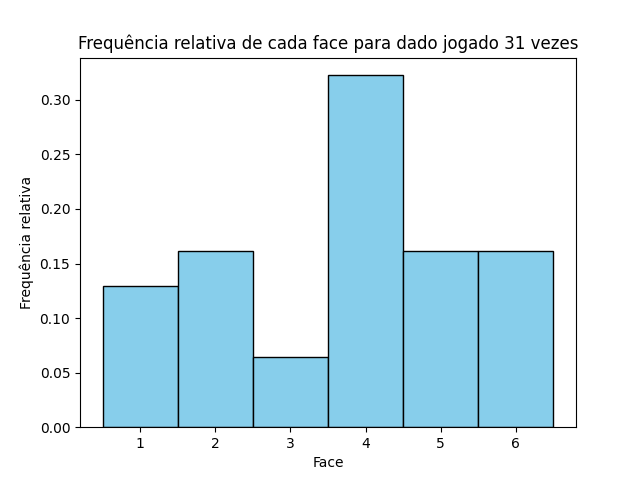 Frequência relativa de cada face para dado jogado 31 vezes
Frequência relativa
0.30
0.25
0.20
0.15
0.10
0.05
0.00
1 2 3 4 5 6
Face